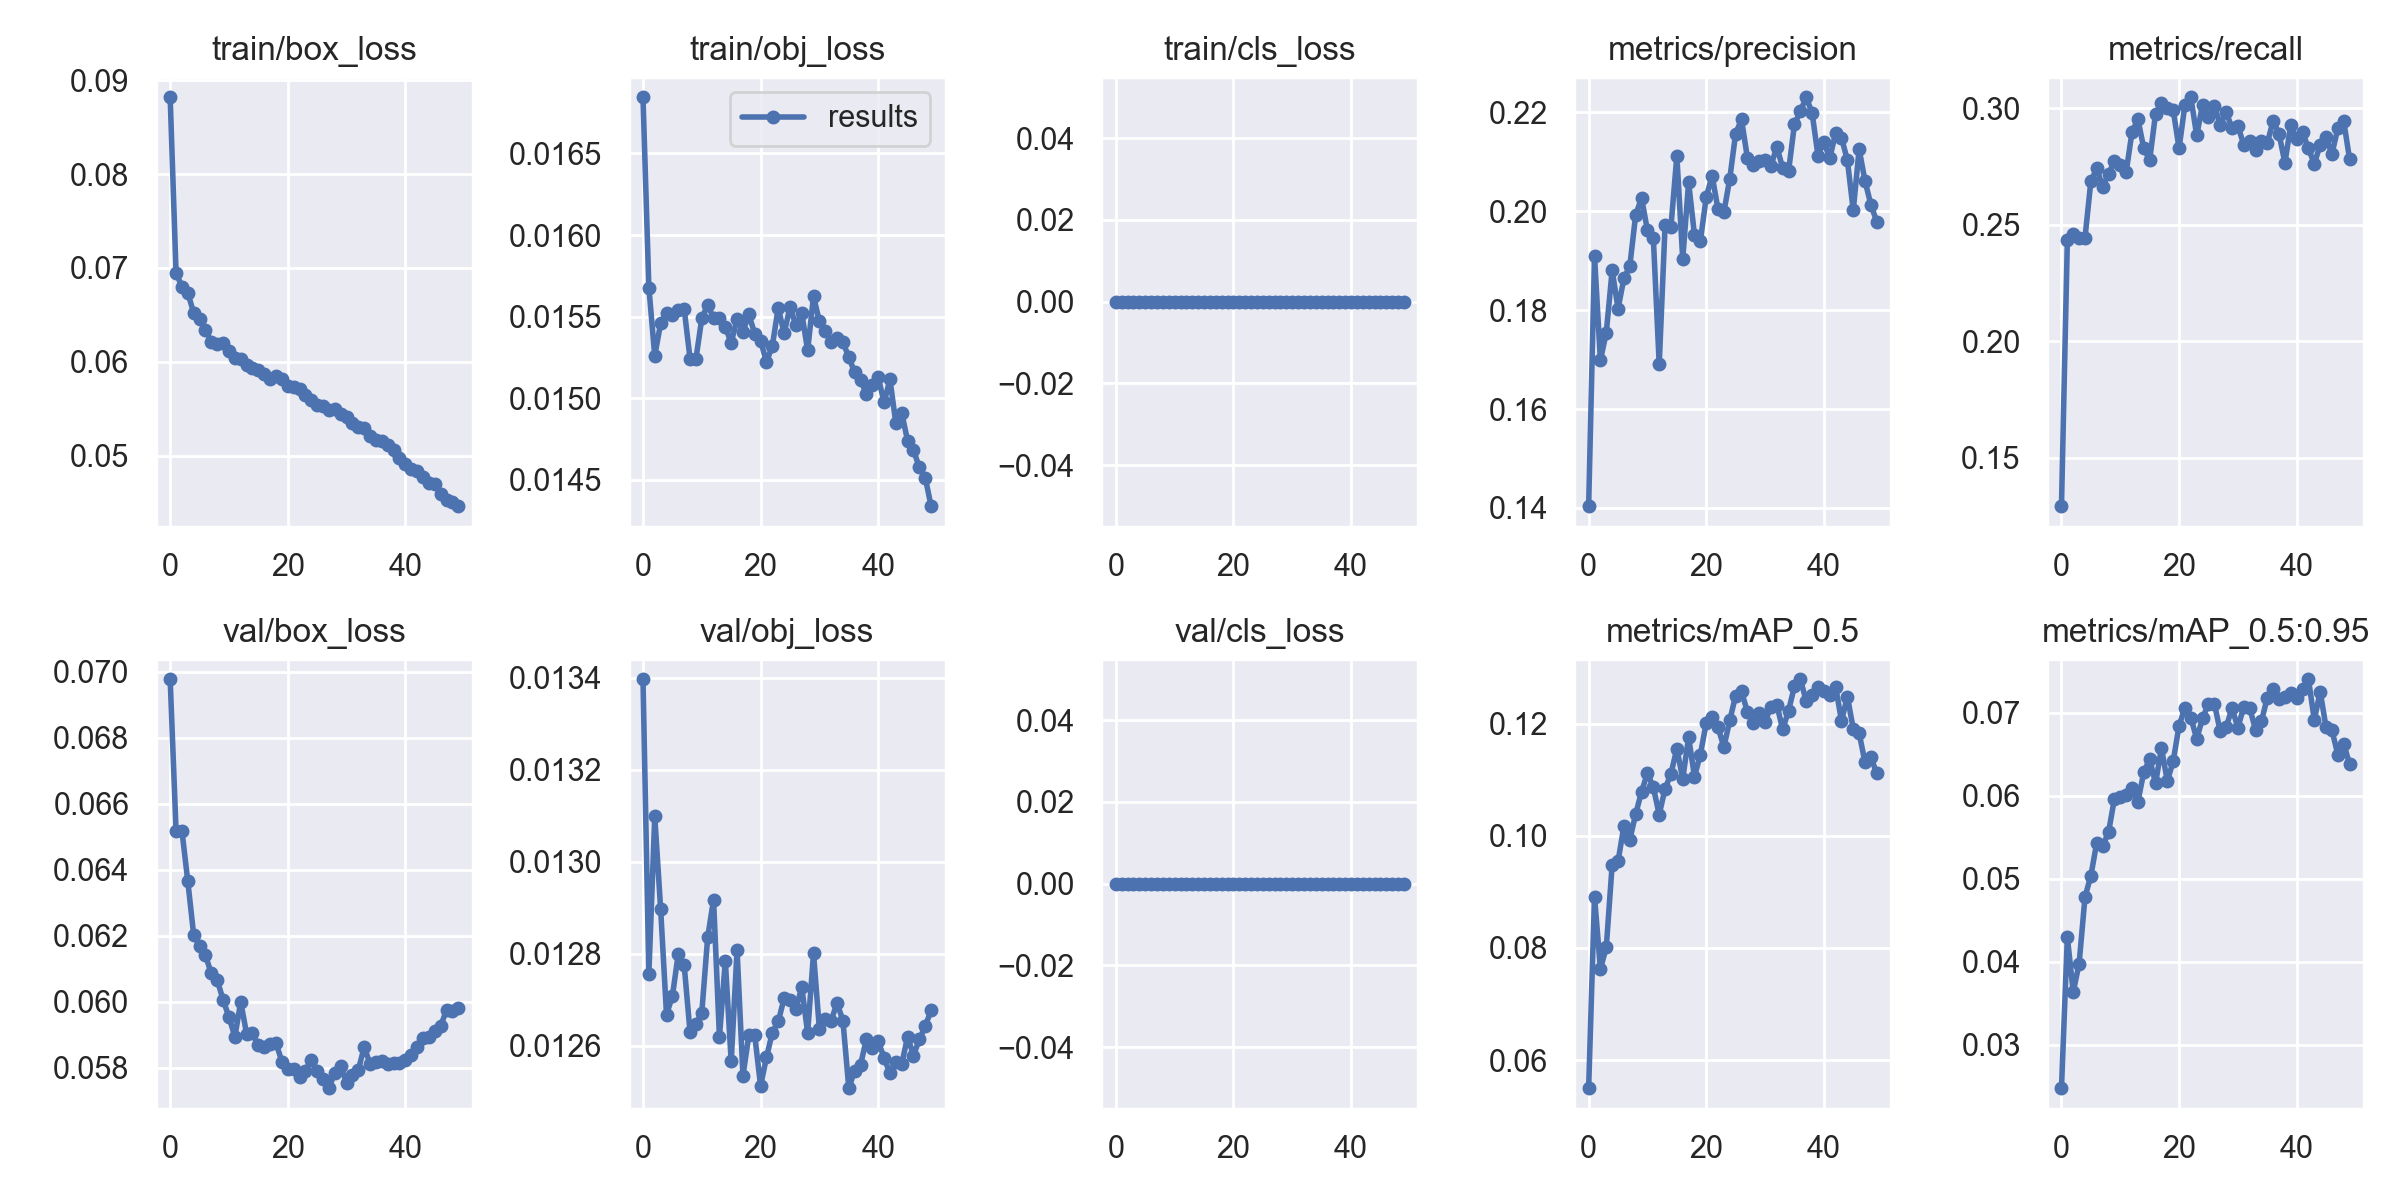 train/box_loss
0.09
0.08
0.07
0.06
0.05
0 20 40
train/obj_loss
results
0.0165
0.0160
0.0155
0.0150
0.0145
0 20 40
train/cls_loss
0.04
0.02
0.00
−0.02
−0.04
0 20 40
metrics/precision
0.22
0.20
0.18
0.16
0.14
0 20 40
metrics/recall
0.30
0.25
0.20
0.15
0 20 40
val/box_loss
0.070
0.068
0.066
0.064
0.062
0.060
0.058
0 20 40
val/obj_loss
0.0134
0.0132
0.0130
0.0128
0.0126
0 20 40
val/cls_loss
0.04
0.02
0.00
−0.02
−0.04
0 20 40
metrics/mAP_0.5
0.12
0.10
0.08
0.06
0 20 40
metrics/mAP_0.5:0.95
0.07
0.06
0.05
0.04
0.03
0 20 40